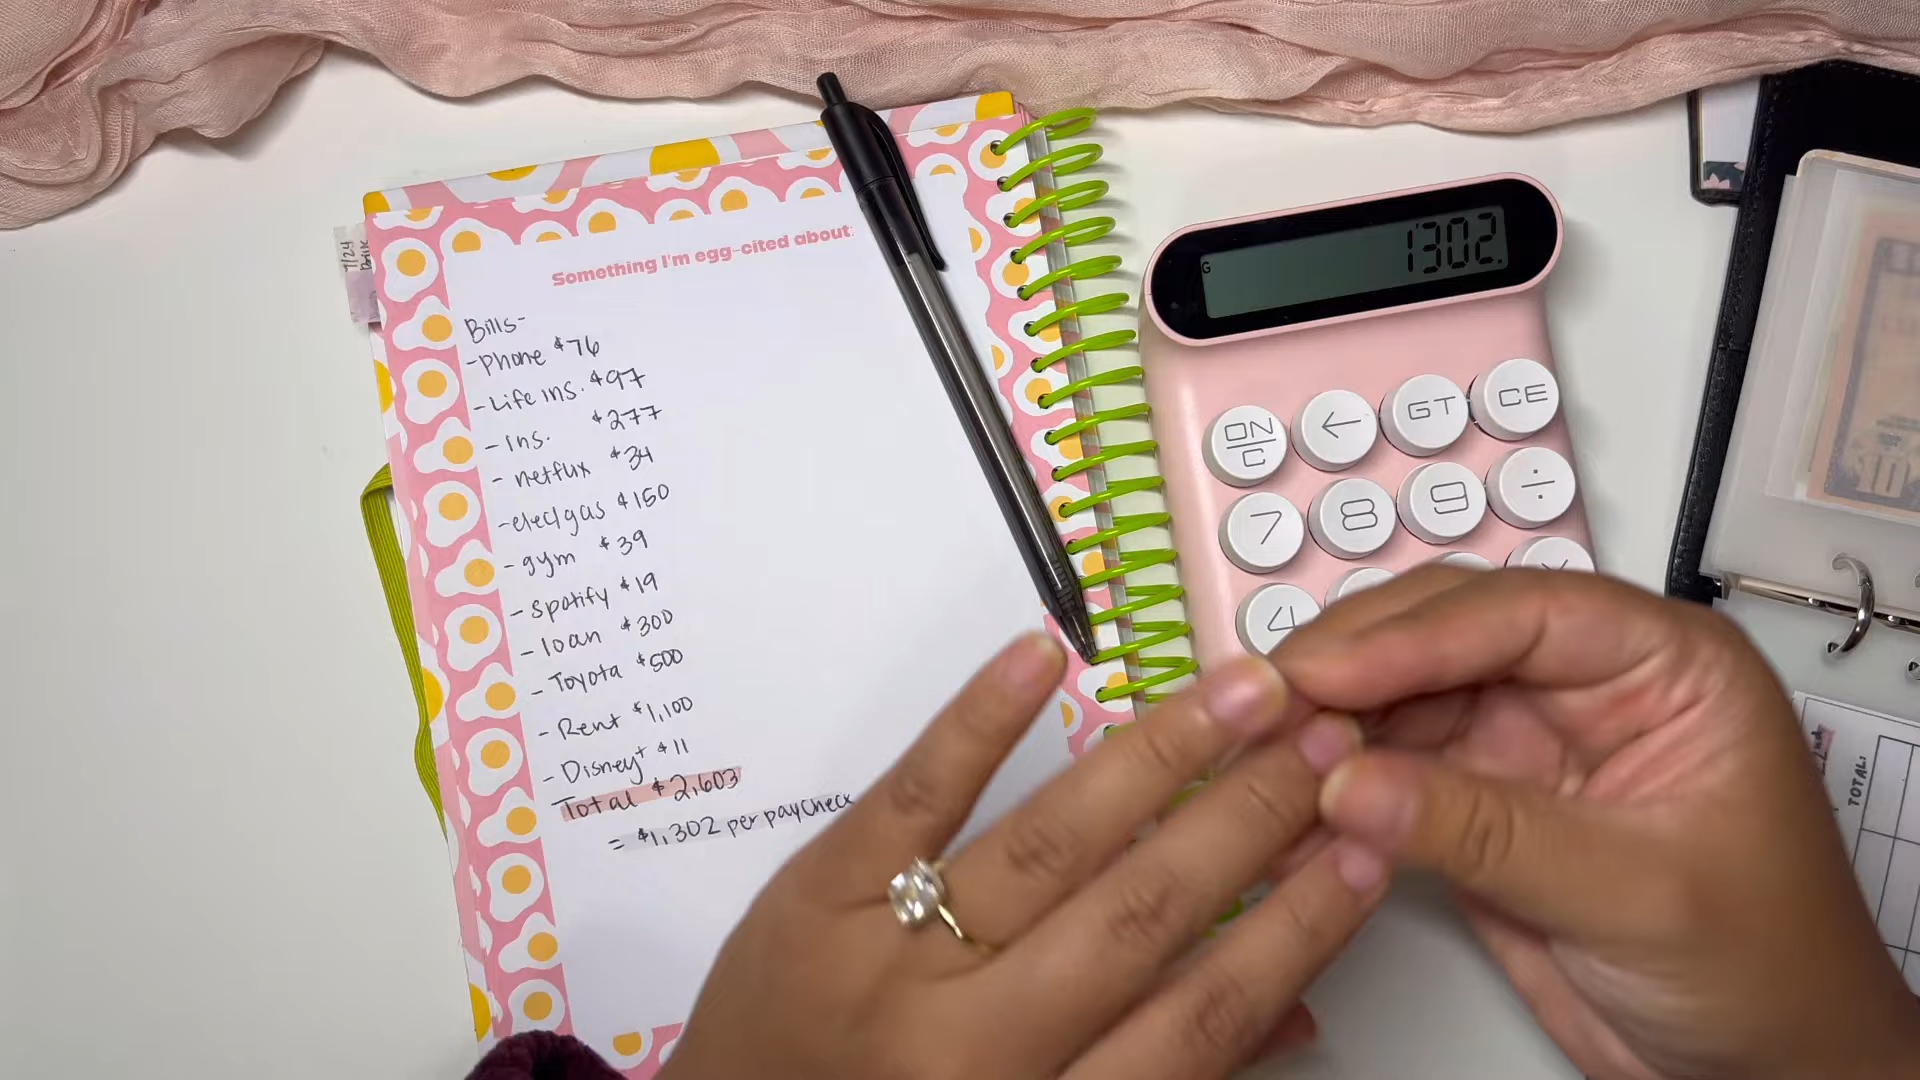 Something I'm egg-cited about:
Bills-
-phone $76
-Life ins. $97
- Ins. $277
- netflix $34
-elec/gas $150
- gym $39
- Spotify $19
- loan $300
- Toyota $500
- Rent $1,100
- Disney+ $11
Total $2,603
= $1,302 per paycheck
7/24
G 1302.
ON/C ← GT CE
7 8 9 ÷
4
TOTAL: